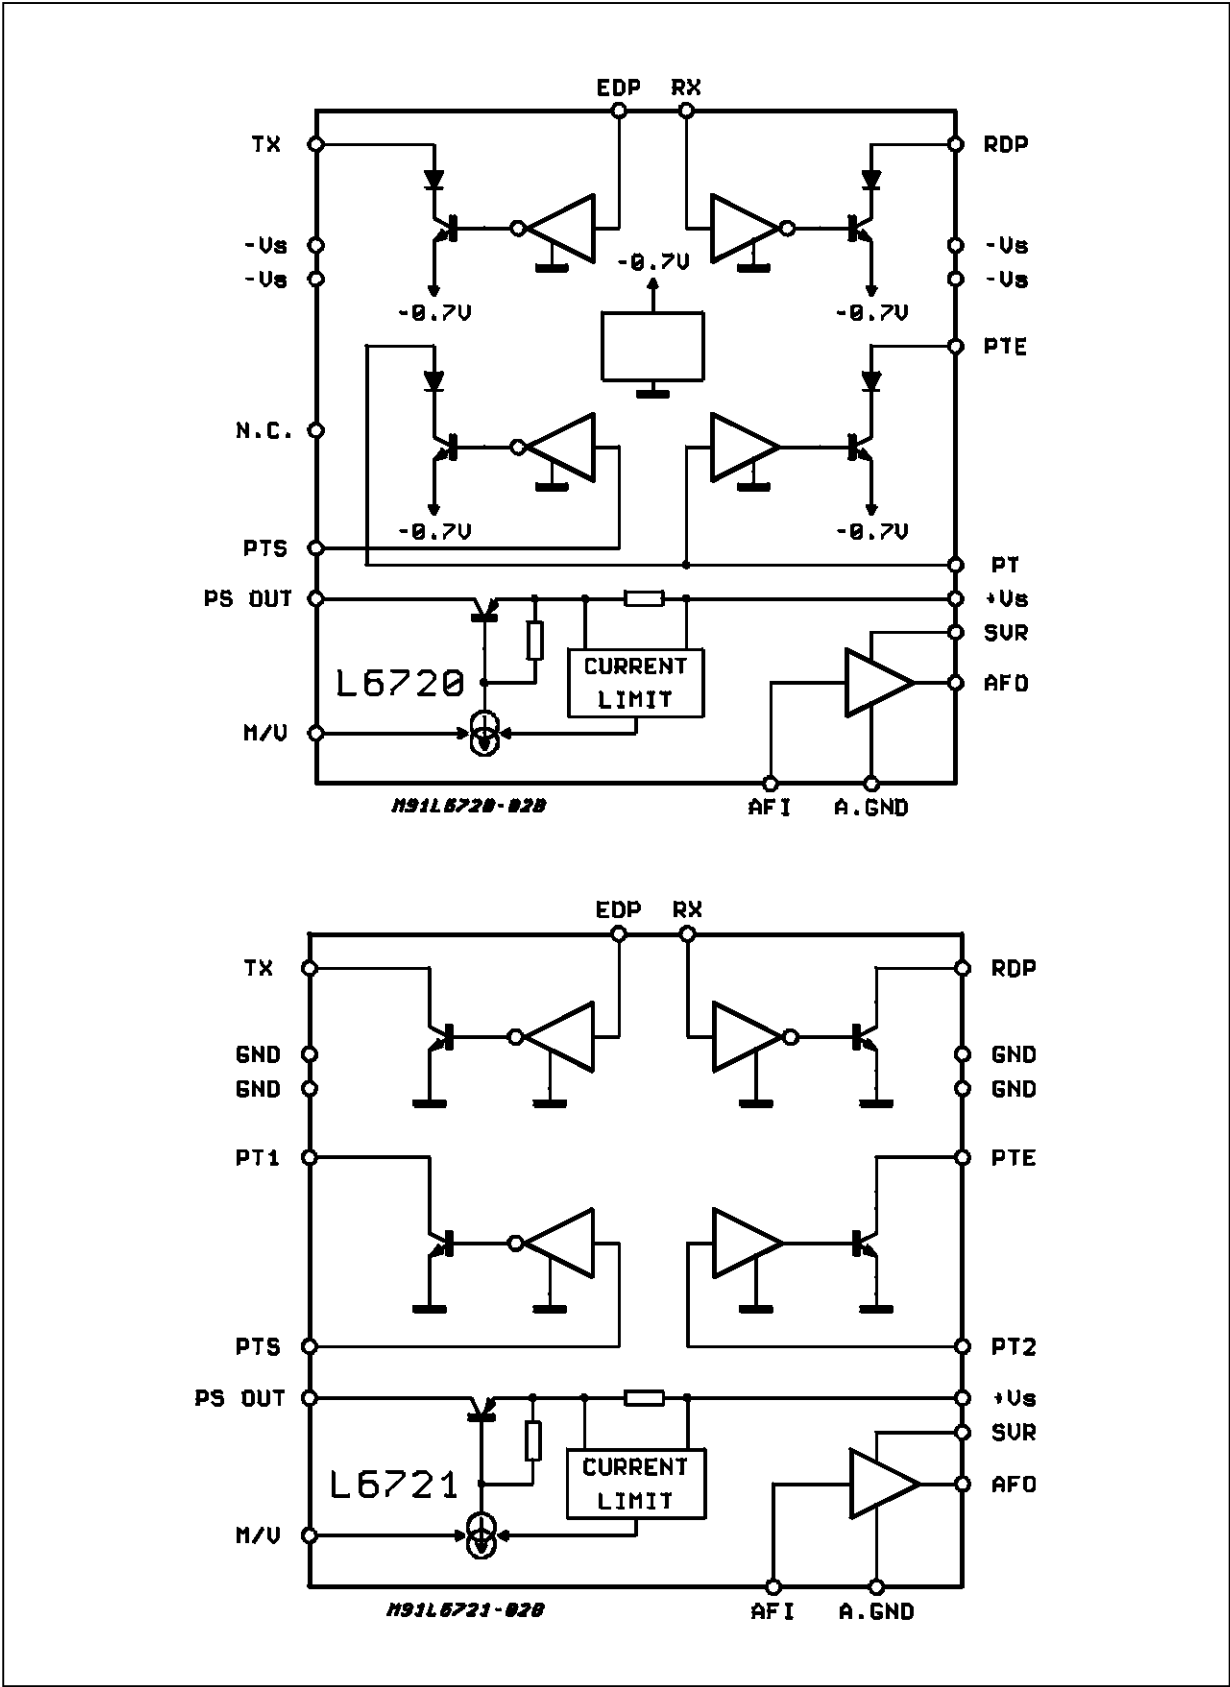 EDP RX
TX RDP
-Vs -Vs
-0.7V
-Vs -Vs
-0.7V -0.7V
PTE
N.C.
-0.7V -0.7V
PTS
PT
PS OUT +Vs
SVR
CURRENT
L6720 AFO
LIMIT
M/V
M91L6720-02B
AFI A.GND
EDP RX
TX RDP
GND GND
GND GND
PT1 PTE
PTS PT2
PS OUT +Vs
SVR
CURRENT
L6721 AFO
LIMIT
M/V
M91L6721-02B
AFI A.GND